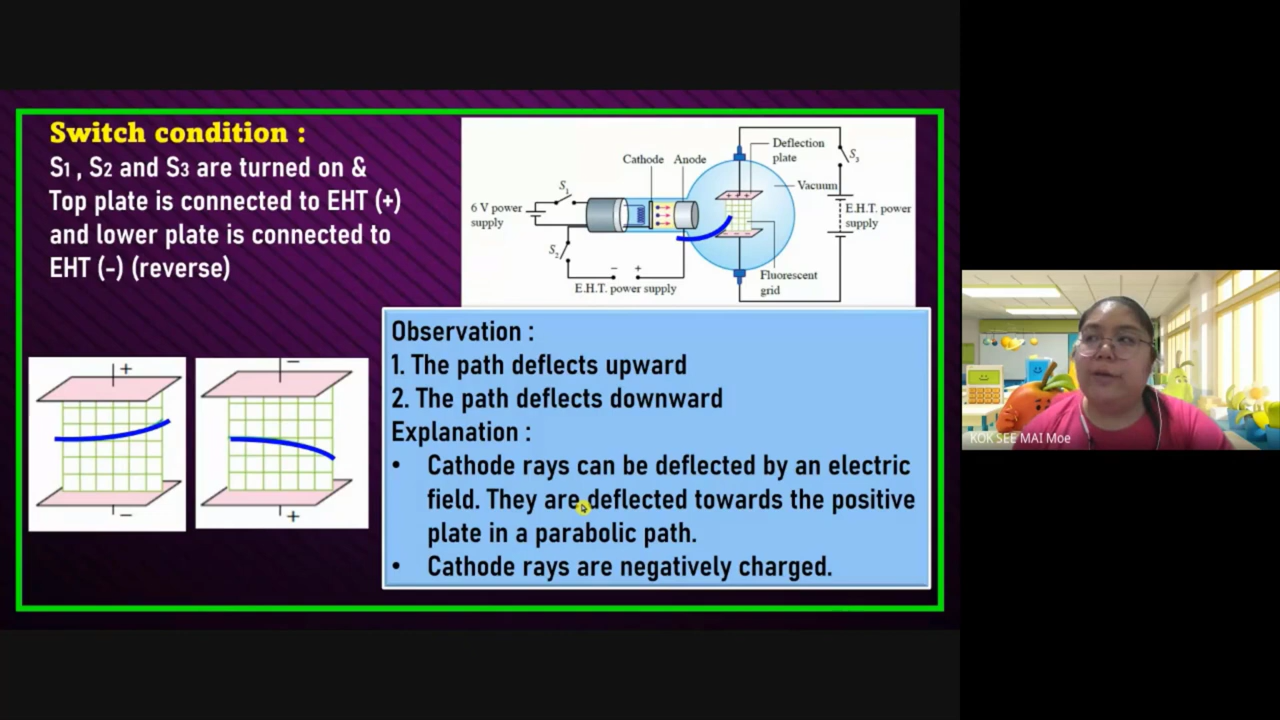 Switch condition :
S1 , S2 and S3 are turned on &
Top plate is connected to EHT (+)
and lower plate is connected to
EHT (-) (reverse)
Cathode Anode
Deflection
plate
S3
Vacuum
S1
6 V power
supply
E.H.T. power
supply
S2
− +
E.H.T. power supply
Fluorescent
grid
+ + +
− − −
+
−
−
+
Observation :
1. The path deflects upward
2. The path deflects downward
Explanation :
• Cathode rays can be deflected by an electric
field. They are deflected towards the positive
plate in a parabolic path.
• Cathode rays are negatively charged.
KOK SEE MAI Moe